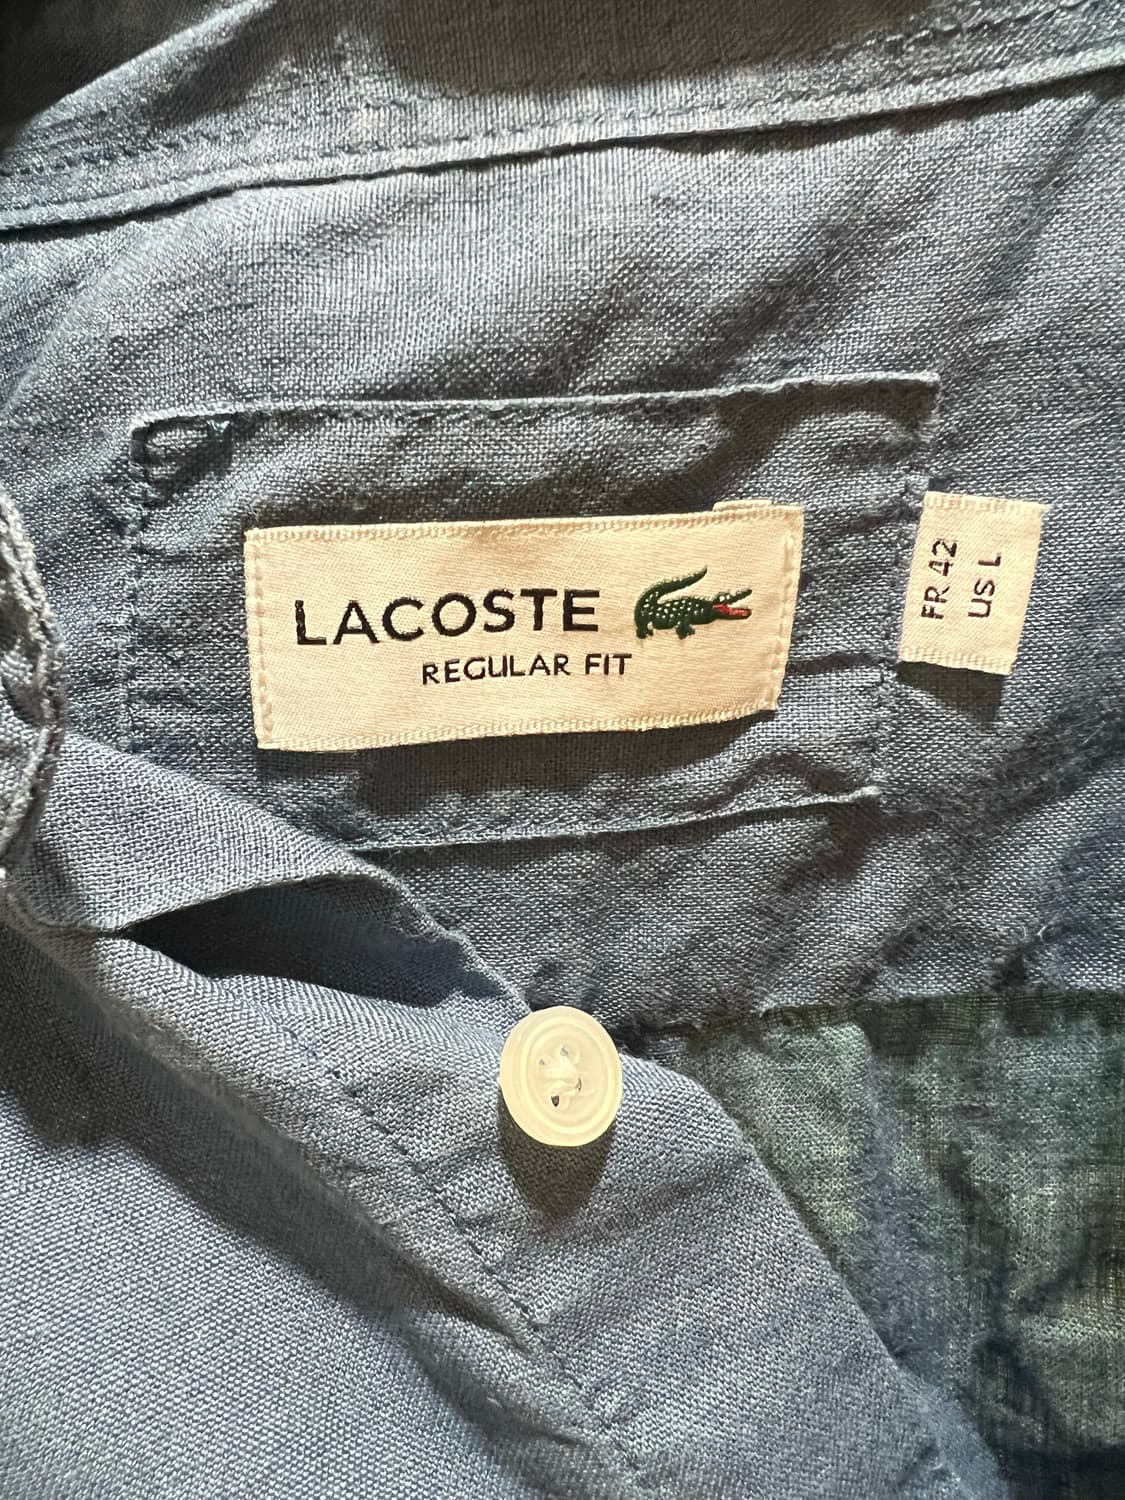 LACOSTE
REGULAR FIT
FR 42
US L